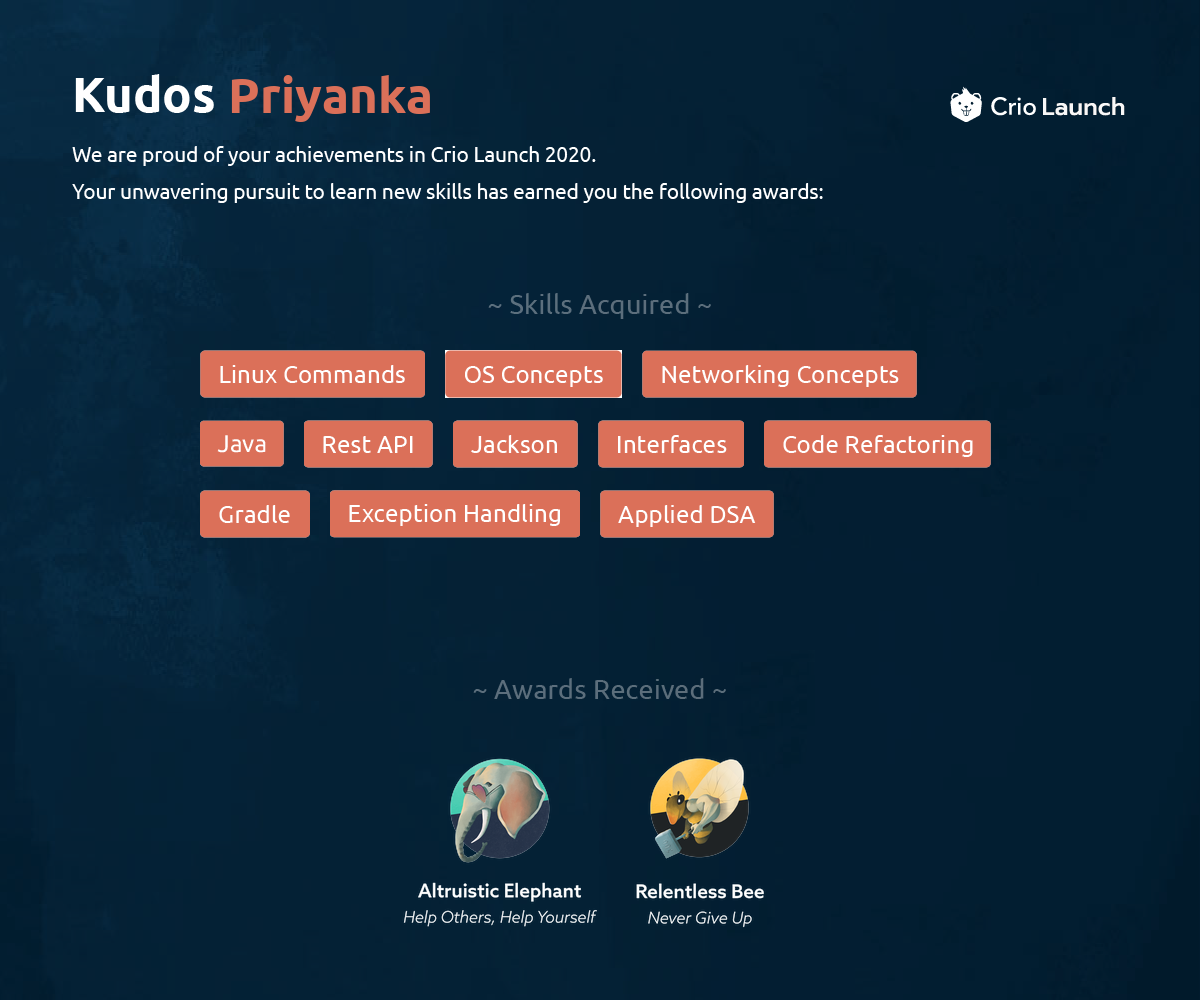 Kudos Priyanka
Crio Launch
We are proud of your achievements in Crio Launch 2020.
Your unwavering pursuit to learn new skills has earned you the following awards:
~ Skills Acquired ~
Linux Commands OS Concepts Networking Concepts
Java Rest API Jackson Interfaces Code Refactoring
Gradle Exception Handling Applied DSA
~ Awards Received ~
Altruistic Elephant Relentless Bee
Help Others, Help Yourself Never Give Up